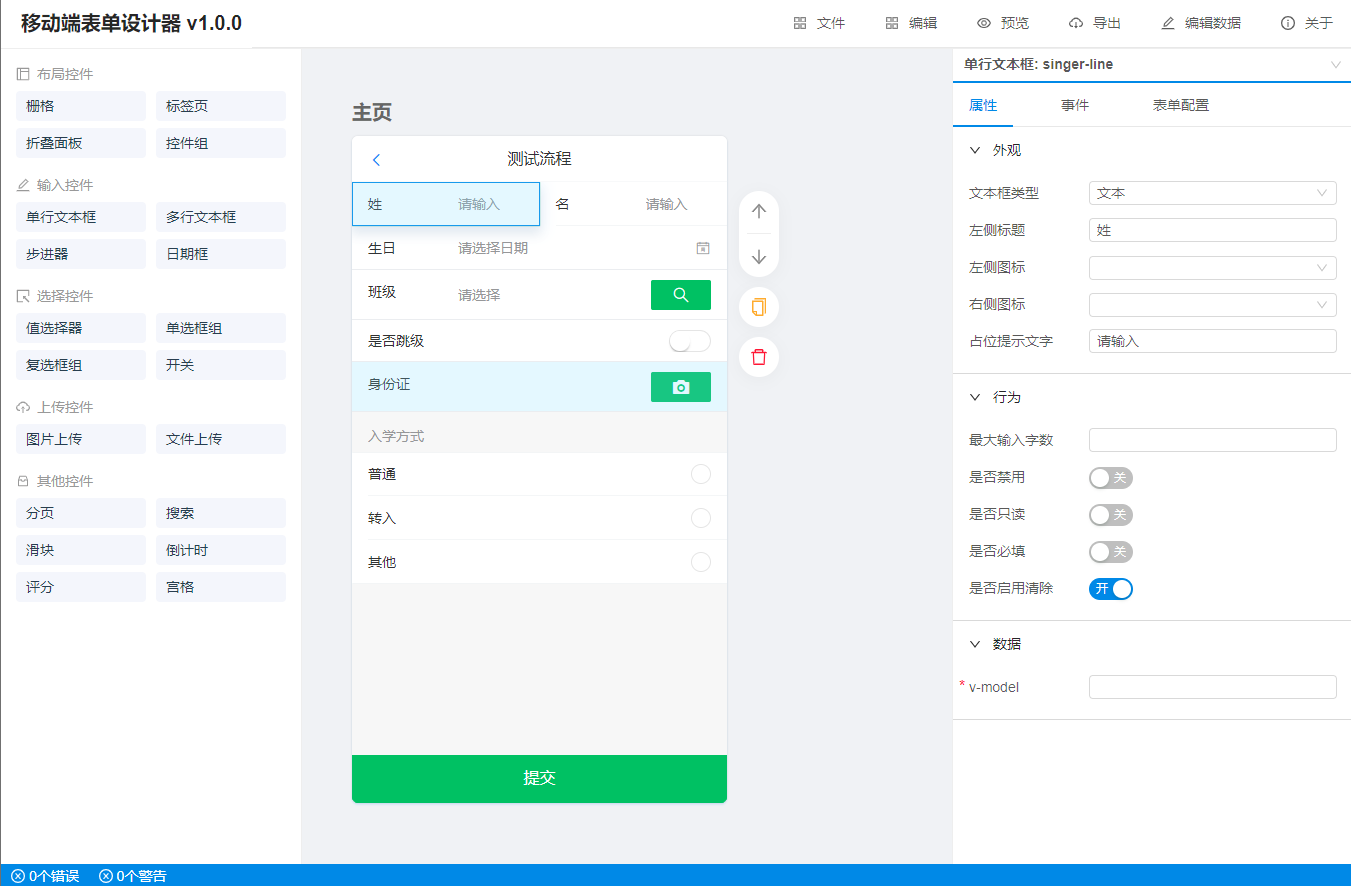 移动端表单设计器 v1.0.0
文件 编辑 预览 导出 编辑数据 关于
布局控件
栅格 标签页
折叠面板 控件组
输入控件
单行文本框 多行文本框
步进器 日期框
选择控件
值选择器 单选框组
复选框组 开关
上传控件
图片上传 文件上传
其他控件
分页 搜索
滑块 倒计时
评分 宫格
主页
测试流程
姓 请输入 名 请输入
生日 请选择日期
班级 请选择
是否跳级
身份证
入学方式
普通
转入
其他
提交
单行文本框: singer-line
属性 事件 表单配置
外观
文本框类型 文本
左侧标题 姓
左侧图标
右侧图标
占位提示文字 请输入
行为
最大输入字数
是否禁用 关
是否只读 关
是否必填 关
是否启用清除 开
数据
* v-model
0个错误 0个警告